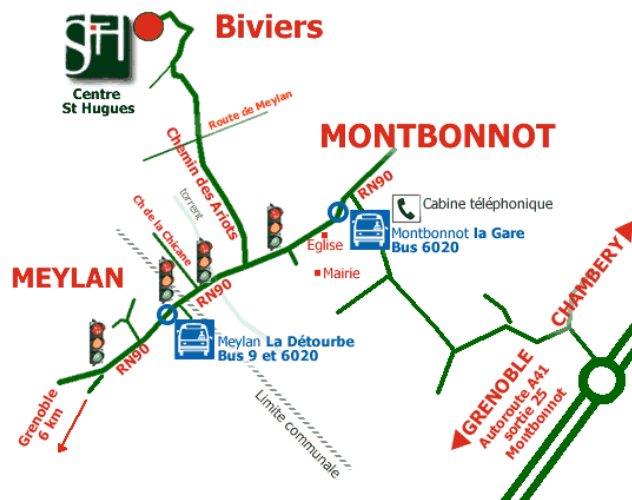 StH
Biviers
Centre
St Hugues
Route de Meylan
MONTBONNOT
Chemin des Ariots
RN90
Cabine téléphonique
torrent
Ch de la Chicane
Montbonnot la Gare
Bus 6020
Eglise
Mairie
MEYLAN
RN90
CHAMBERY
Meylan La Détourbe
Bus 9 et 6020
RN90
Grenoble
6 km
Limite communale
GRENOBLE
Autoroute A41
sortie 25
Montbonnot